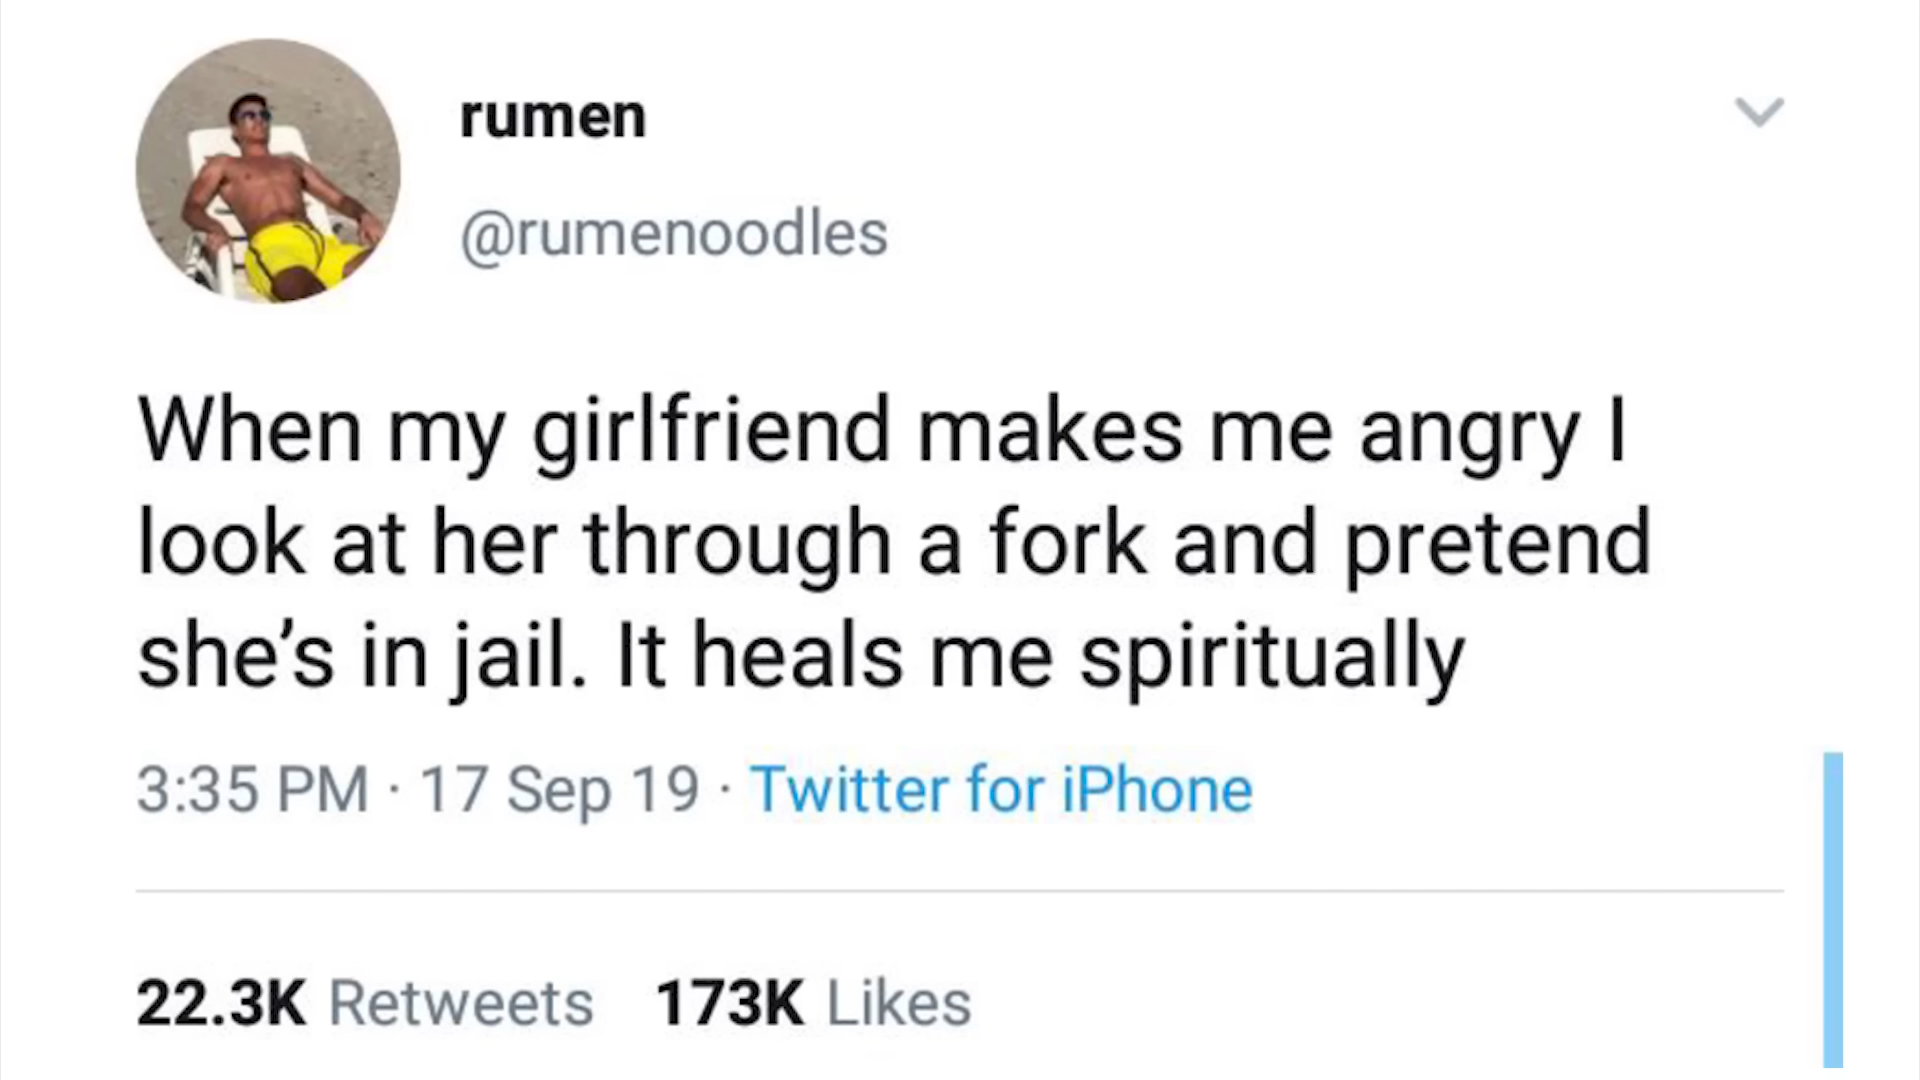 rumen
@rumenoodles
When my girlfriend makes me angry I
look at her through a fork and pretend
she’s in jail. It heals me spiritually
3:35 PM · 17 Sep 19 · Twitter for iPhone
22.3K Retweets 173K Likes